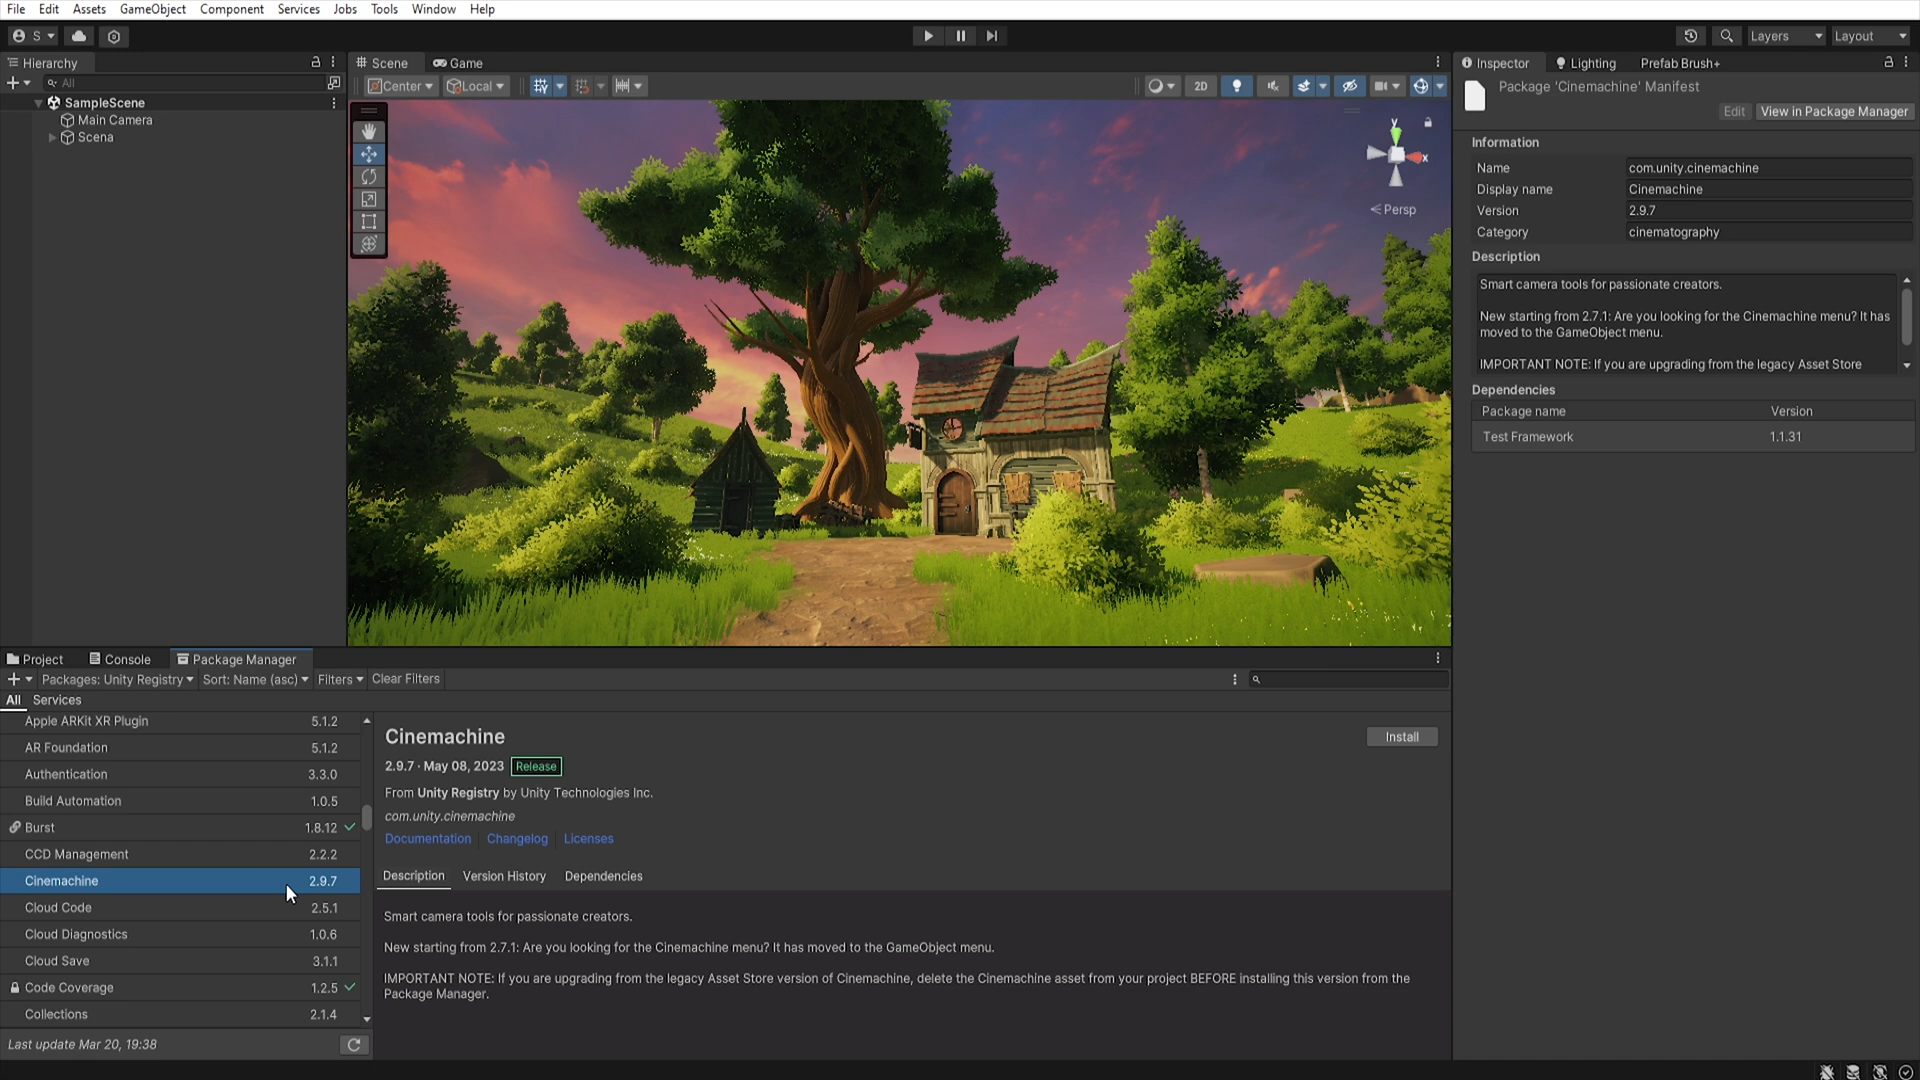 File Edit Assets GameObject Component Services Jobs Tools Window Help
S Layers Layout
Hierarchy
All
SampleScene
Main Camera
Scena
Scene Game
Center Local 2D
y
x
Persp
Inspector Lighting Prefab Brush+
Package 'Cinemachine' Manifest
Edit View in Package Manager
Information
Name com.unity.cinemachine
Display name Cinemachine
Version 2.9.7
Category cinematography
Description
Smart camera tools for passionate creators.
New starting from 2.7.1: Are you looking for the Cinemachine menu? It has
moved to the GameObject menu.
IMPORTANT NOTE: If you are upgrading from the legacy Asset Store
Dependencies
Package name Version
Test Framework 1.1.31
Project Console Package Manager
Packages: Unity Registry Sort: Name (asc) Filters Clear Filters
All Services
Apple ARKit XR Plugin 5.1.2
AR Foundation 5.1.2
Authentication 3.3.0
Build Automation 1.0.5
Burst 1.8.12
CCD Management 2.2.2
Cinemachine 2.9.7
Cloud Code 2.5.1
Cloud Diagnostics 1.0.6
Cloud Save 3.1.1
Code Coverage 1.2.5
Collections 2.1.4
Last update Mar 20, 19:38
Cinemachine Install
2.9.7 · May 08, 2023 Release
From Unity Registry by Unity Technologies Inc.
com.unity.cinemachine
Documentation Changelog Licenses
Description Version History Dependencies
Smart camera tools for passionate creators.
New starting from 2.7.1: Are you looking for the Cinemachine menu? It has moved to the GameObject menu.
IMPORTANT NOTE: If you are upgrading from the legacy Asset Store version of Cinemachine, delete the Cinemachine asset from your project BEFORE installing this version from the
Package Manager.